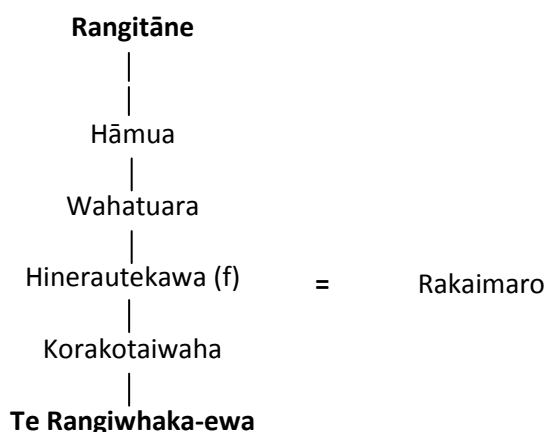 Rangitāne
Hāmua
Wahatuara
Hinerautekawa (f) = Rakaimaro
Korakotaiwaha
Te Rangiwhaka-ewa